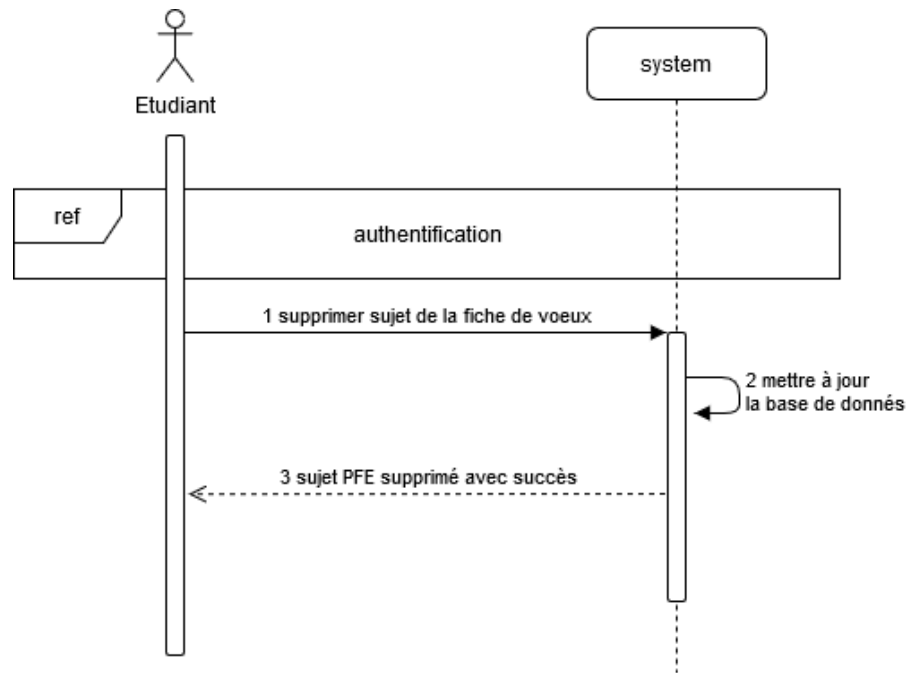 system
Etudiant
ref
authentification
1 supprimer sujet de la fiche de voeux
2 mettre à jour
la base de donnés
3 sujet PFE supprimé avec succès